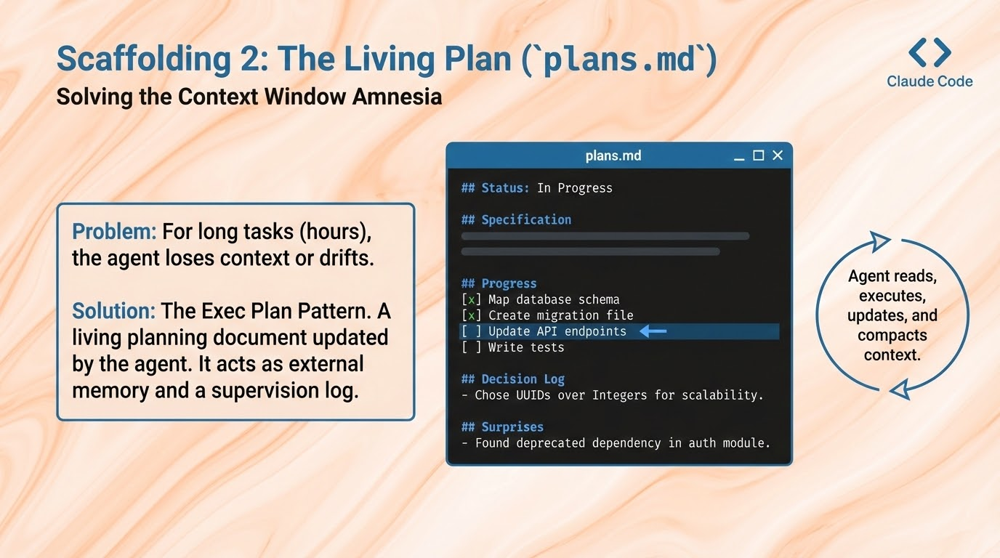 Scaffolding 2: The Living Plan (`plans.md`)
Solving the Context Window Amnesia
Claude Code
Problem: For long tasks (hours),
the agent loses context or drifts.
Solution: The Exec Plan Pattern. A
living planning document updated
by the agent. It acts as external
memory and a supervision log.
plans.md
## Status: In Progress
## Specification
## Progress
[x] Map database schema
[x] Create migration file
[ ] Update API endpoints
[ ] Write tests
## Decision Log
- Chose UUIDs over Integers for scalability.
## Surprises
- Found deprecated dependency in auth module.
Agent reads,
executes,
updates, and
compacts
context.